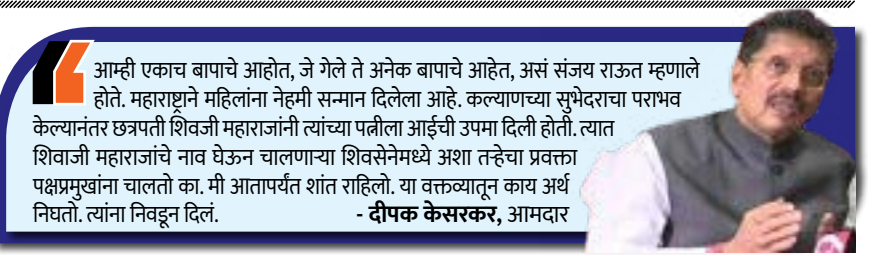 आम्ही एकाच बापाचे आहोत, जे गेले ते अनेक बापाचे आहेत, असं संजय राऊत म्हणाले
होते. महाराष्ट्राने महिलांना नेहमी सन्मान दिलेला आहे. कल्याणच्या सुभेदराचा पराभव
केल्यानंतर छत्रपती शिवजी महाराजांनी त्यांच्या पत्नीला आईची उपमा दिली होती. त्यात
शिवाजी महाराजांचे नाव घेऊन चालणाऱ्या शिवसेनेमध्ये अशा तऱ्हेचा प्रवक्ता
पक्षप्रमुखांना चालतो का. मी आतापर्यंत शांत राहिलो. या वक्तव्यातून काय अर्थ
निघतो. त्यांना निवडून दिलं. - दीपक केसरकर, आमदार